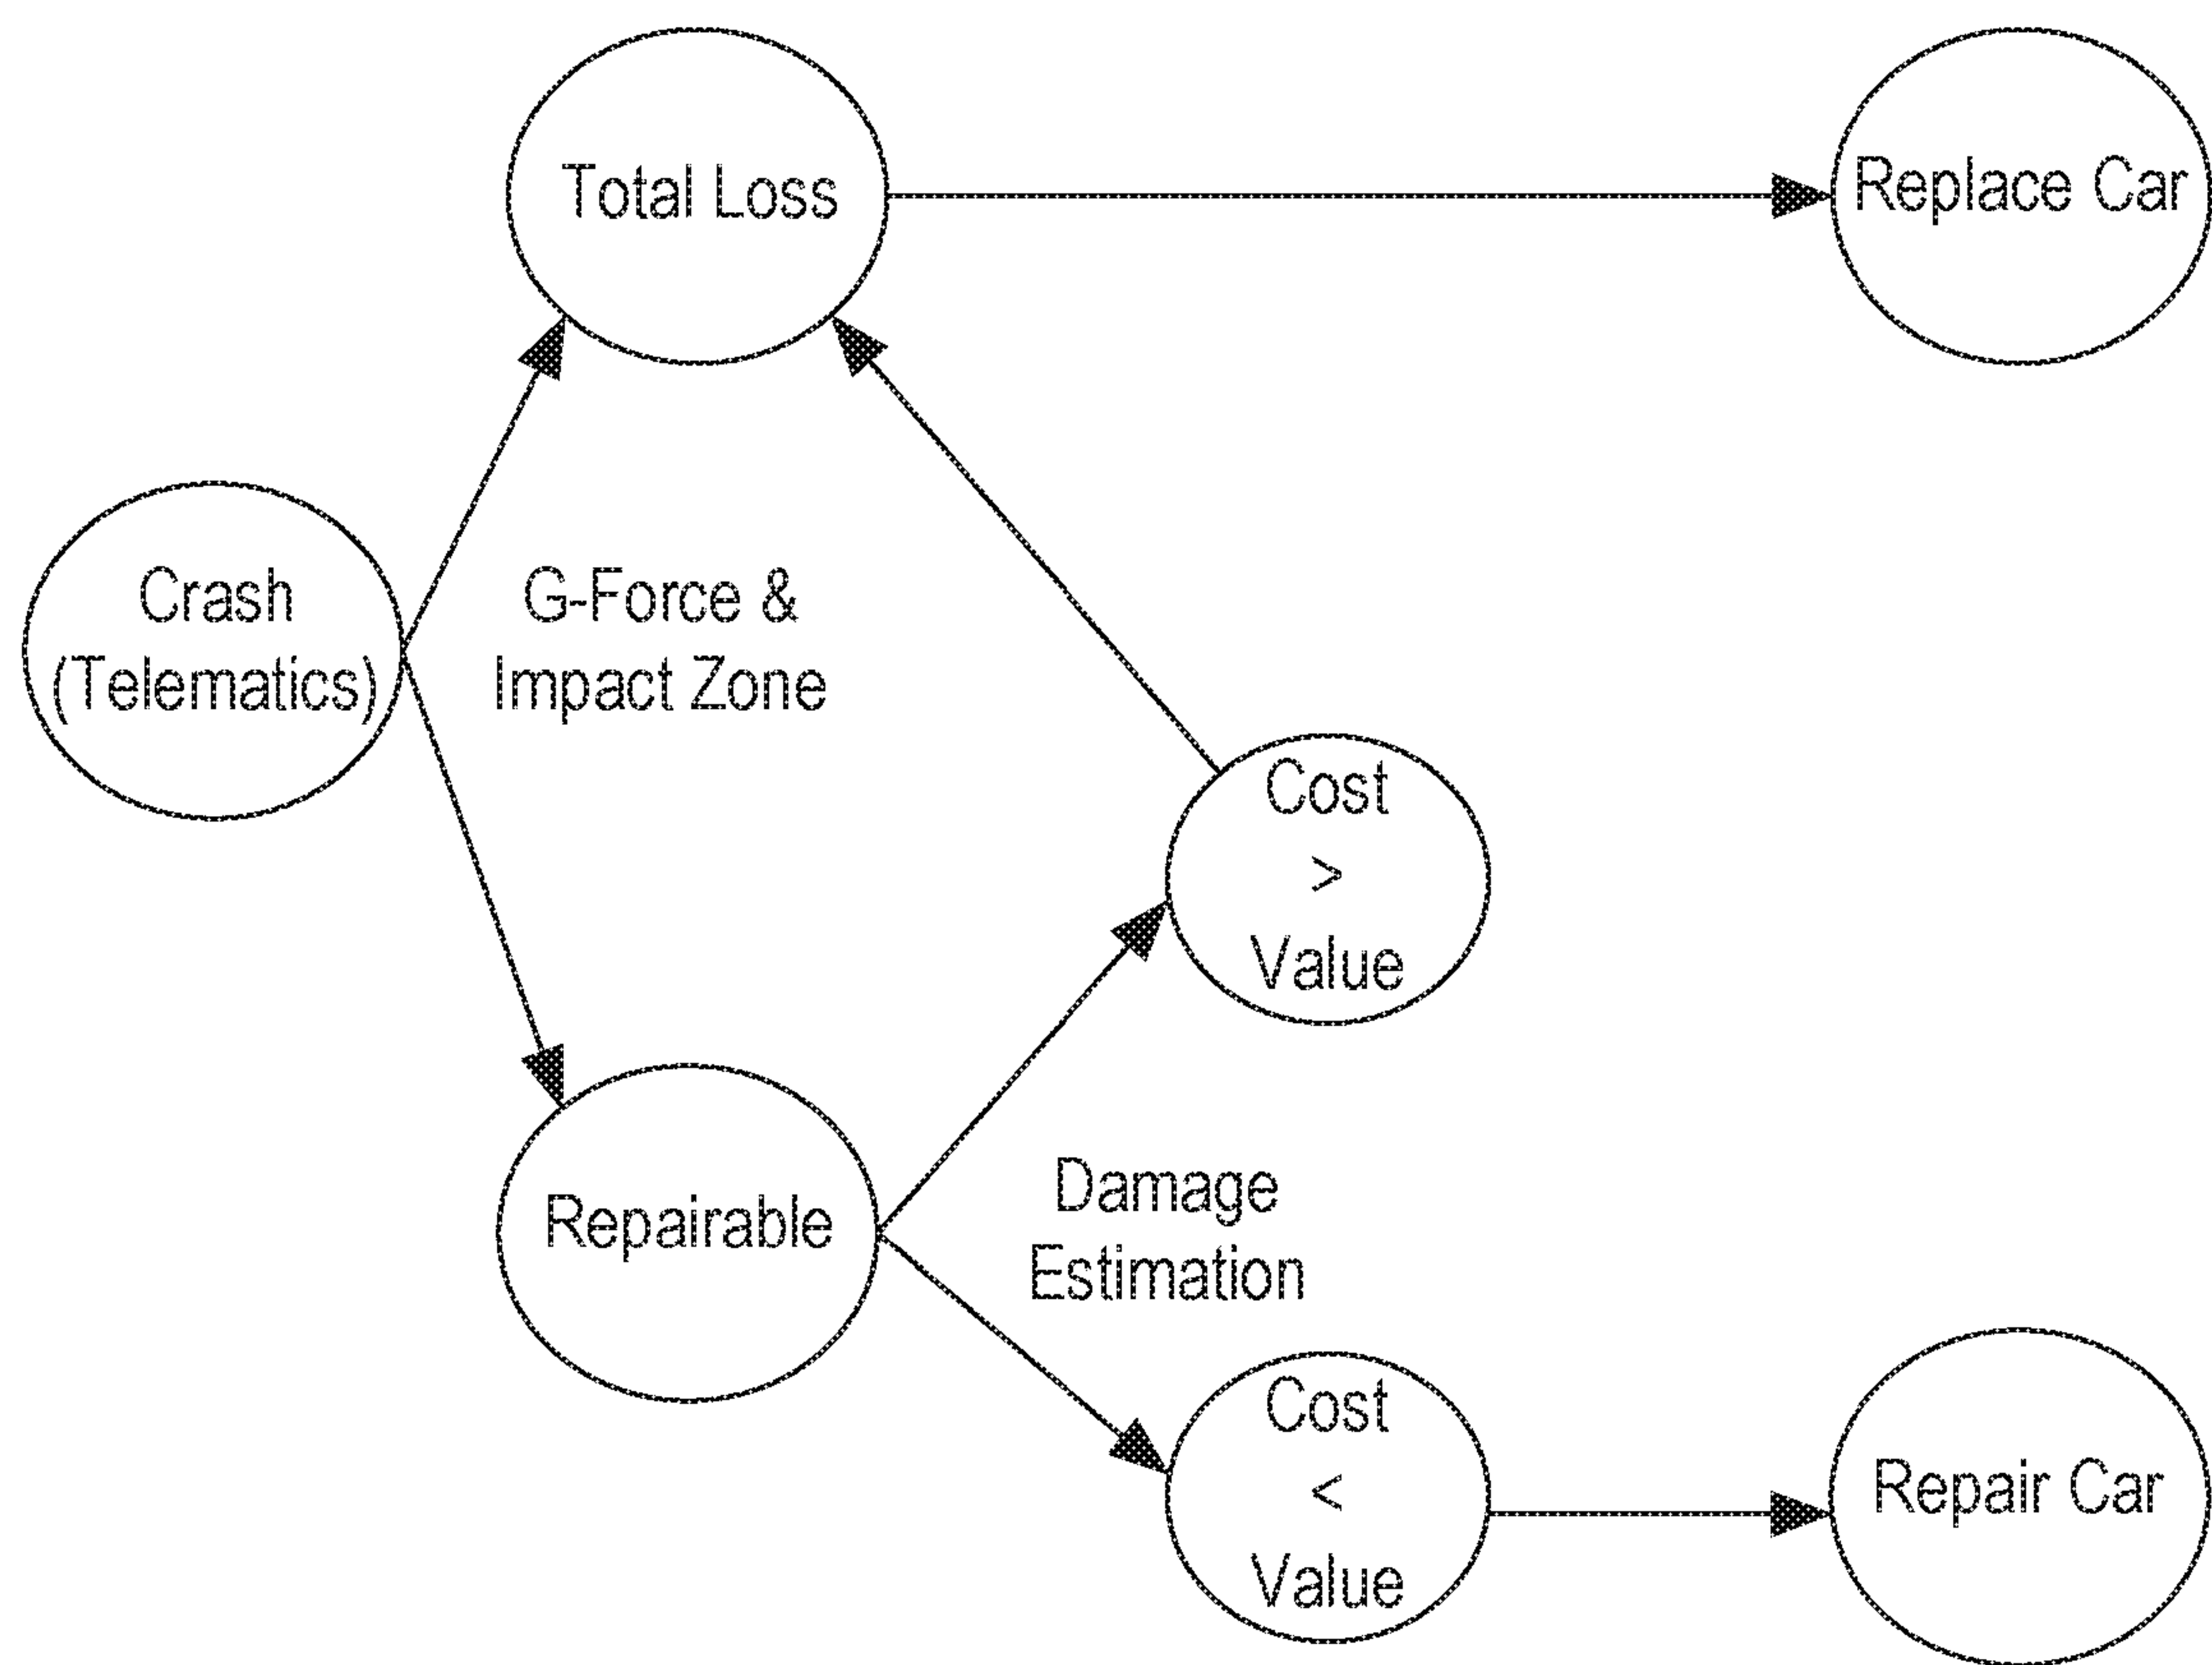 Total Loss
Replace Car
Crash
(Telematics)
G-Force &
Impact Zone
Cost
>
Value
Repairable
Damage
Estimation
Cost
<
Value
Repair Car